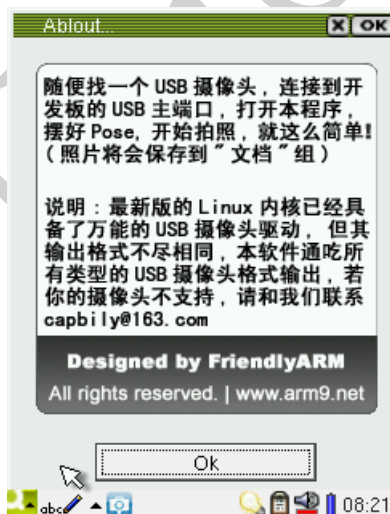 Ablout... X OK
随便找一个 USB 摄像头，连接到开
发板的 USB 主端口，打开本程序，
摆好 Pose, 开始拍照，就这么简单!
(照片将会保存到"文档"组)
说明：最新版的 Linux 内核已经具
备了万能的 USB 摄像头驱动，但其
输出格式不尽相同，本软件通吃所
有类型的 USB 摄像头格式输出，若
你的摄像头不支持，请和我们联系
capbily@163.com
Designed by FriendlyARM
All rights reserved. | www.arm9.net
Ok
abc 08:21